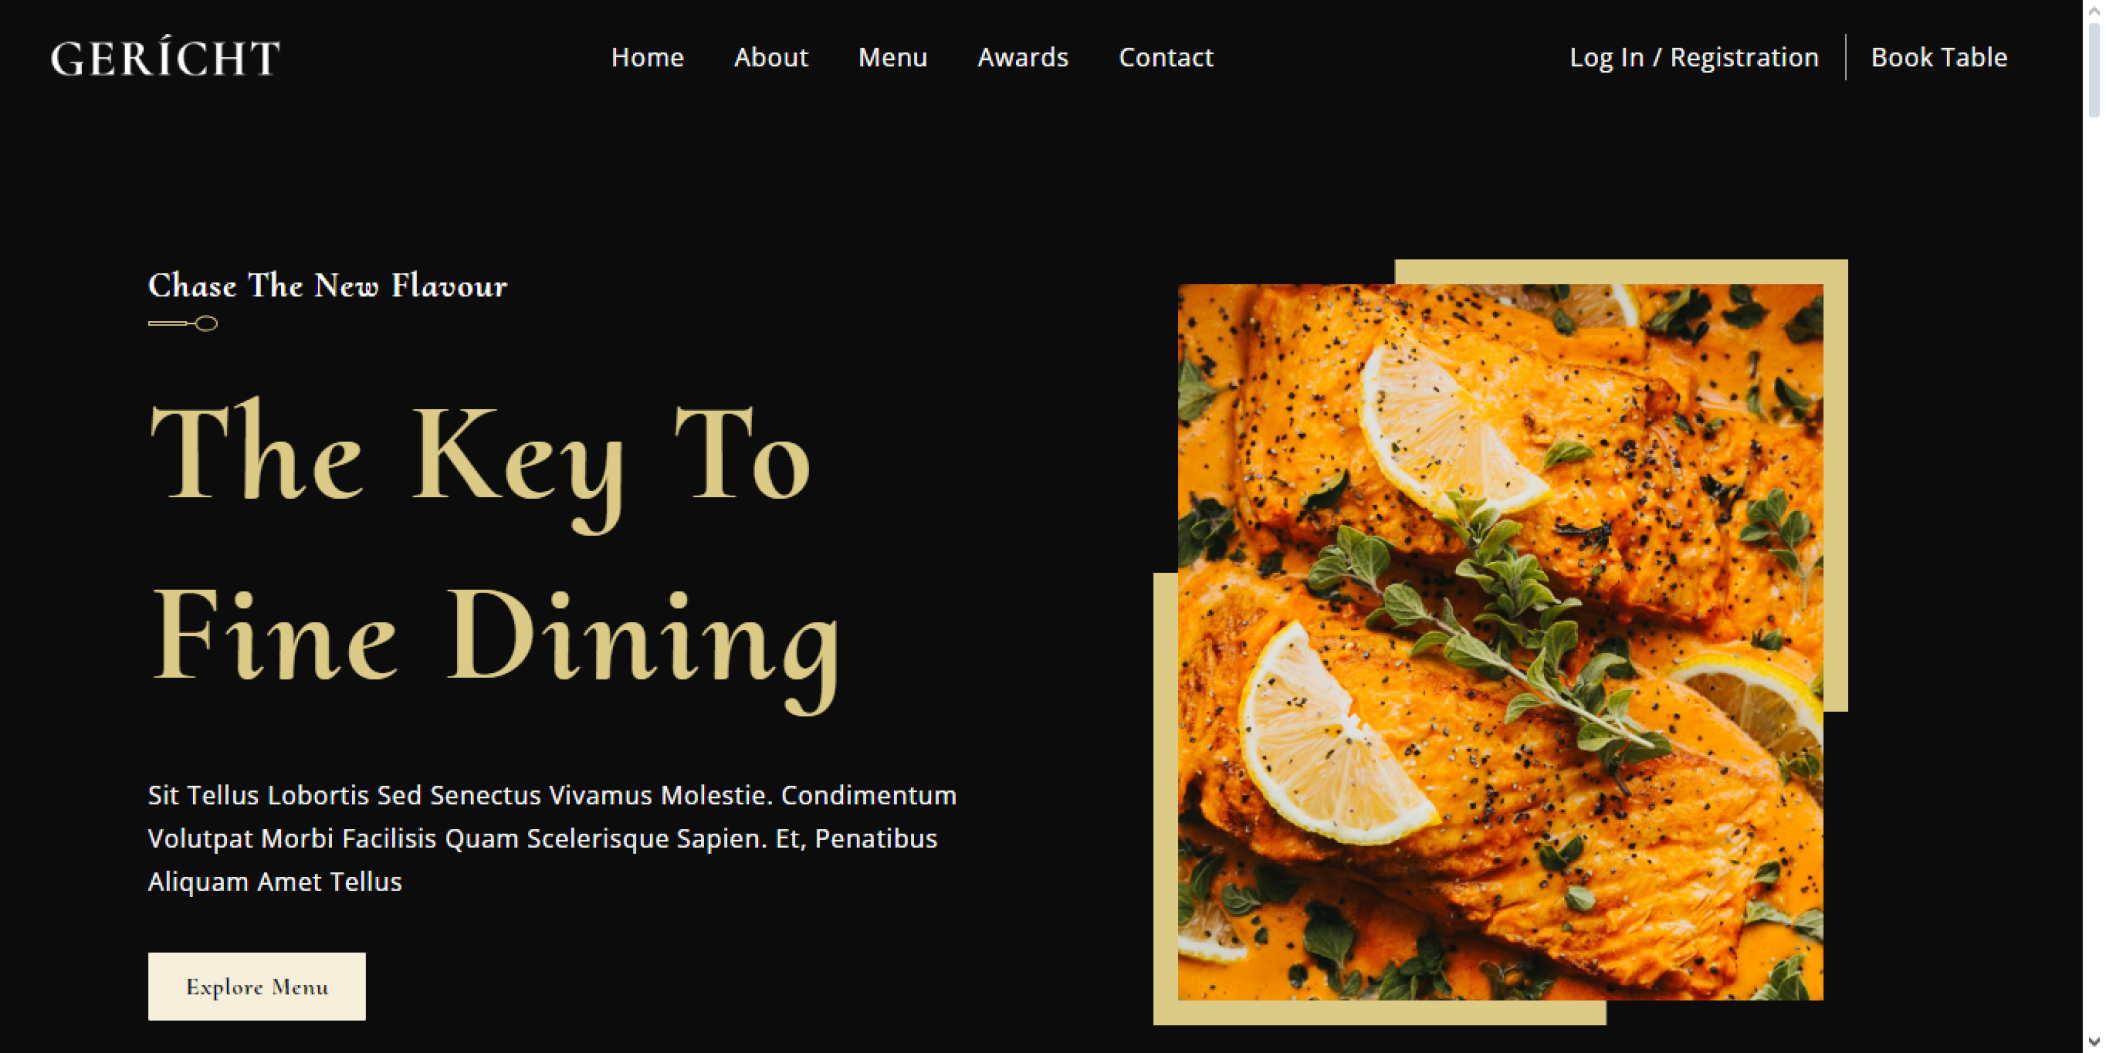 GERÍCHT
Home About Menu Awards Contact
Log In / Registration Book Table
Chase The New Flavour
The Key To
Fine Dining
Sit Tellus Lobortis Sed Senectus Vivamus Molestie. Condimentum
Volutpat Morbi Facilisis Quam Scelerisque Sapien. Et, Penatibus
Aliquam Amet Tellus
Explore Menu